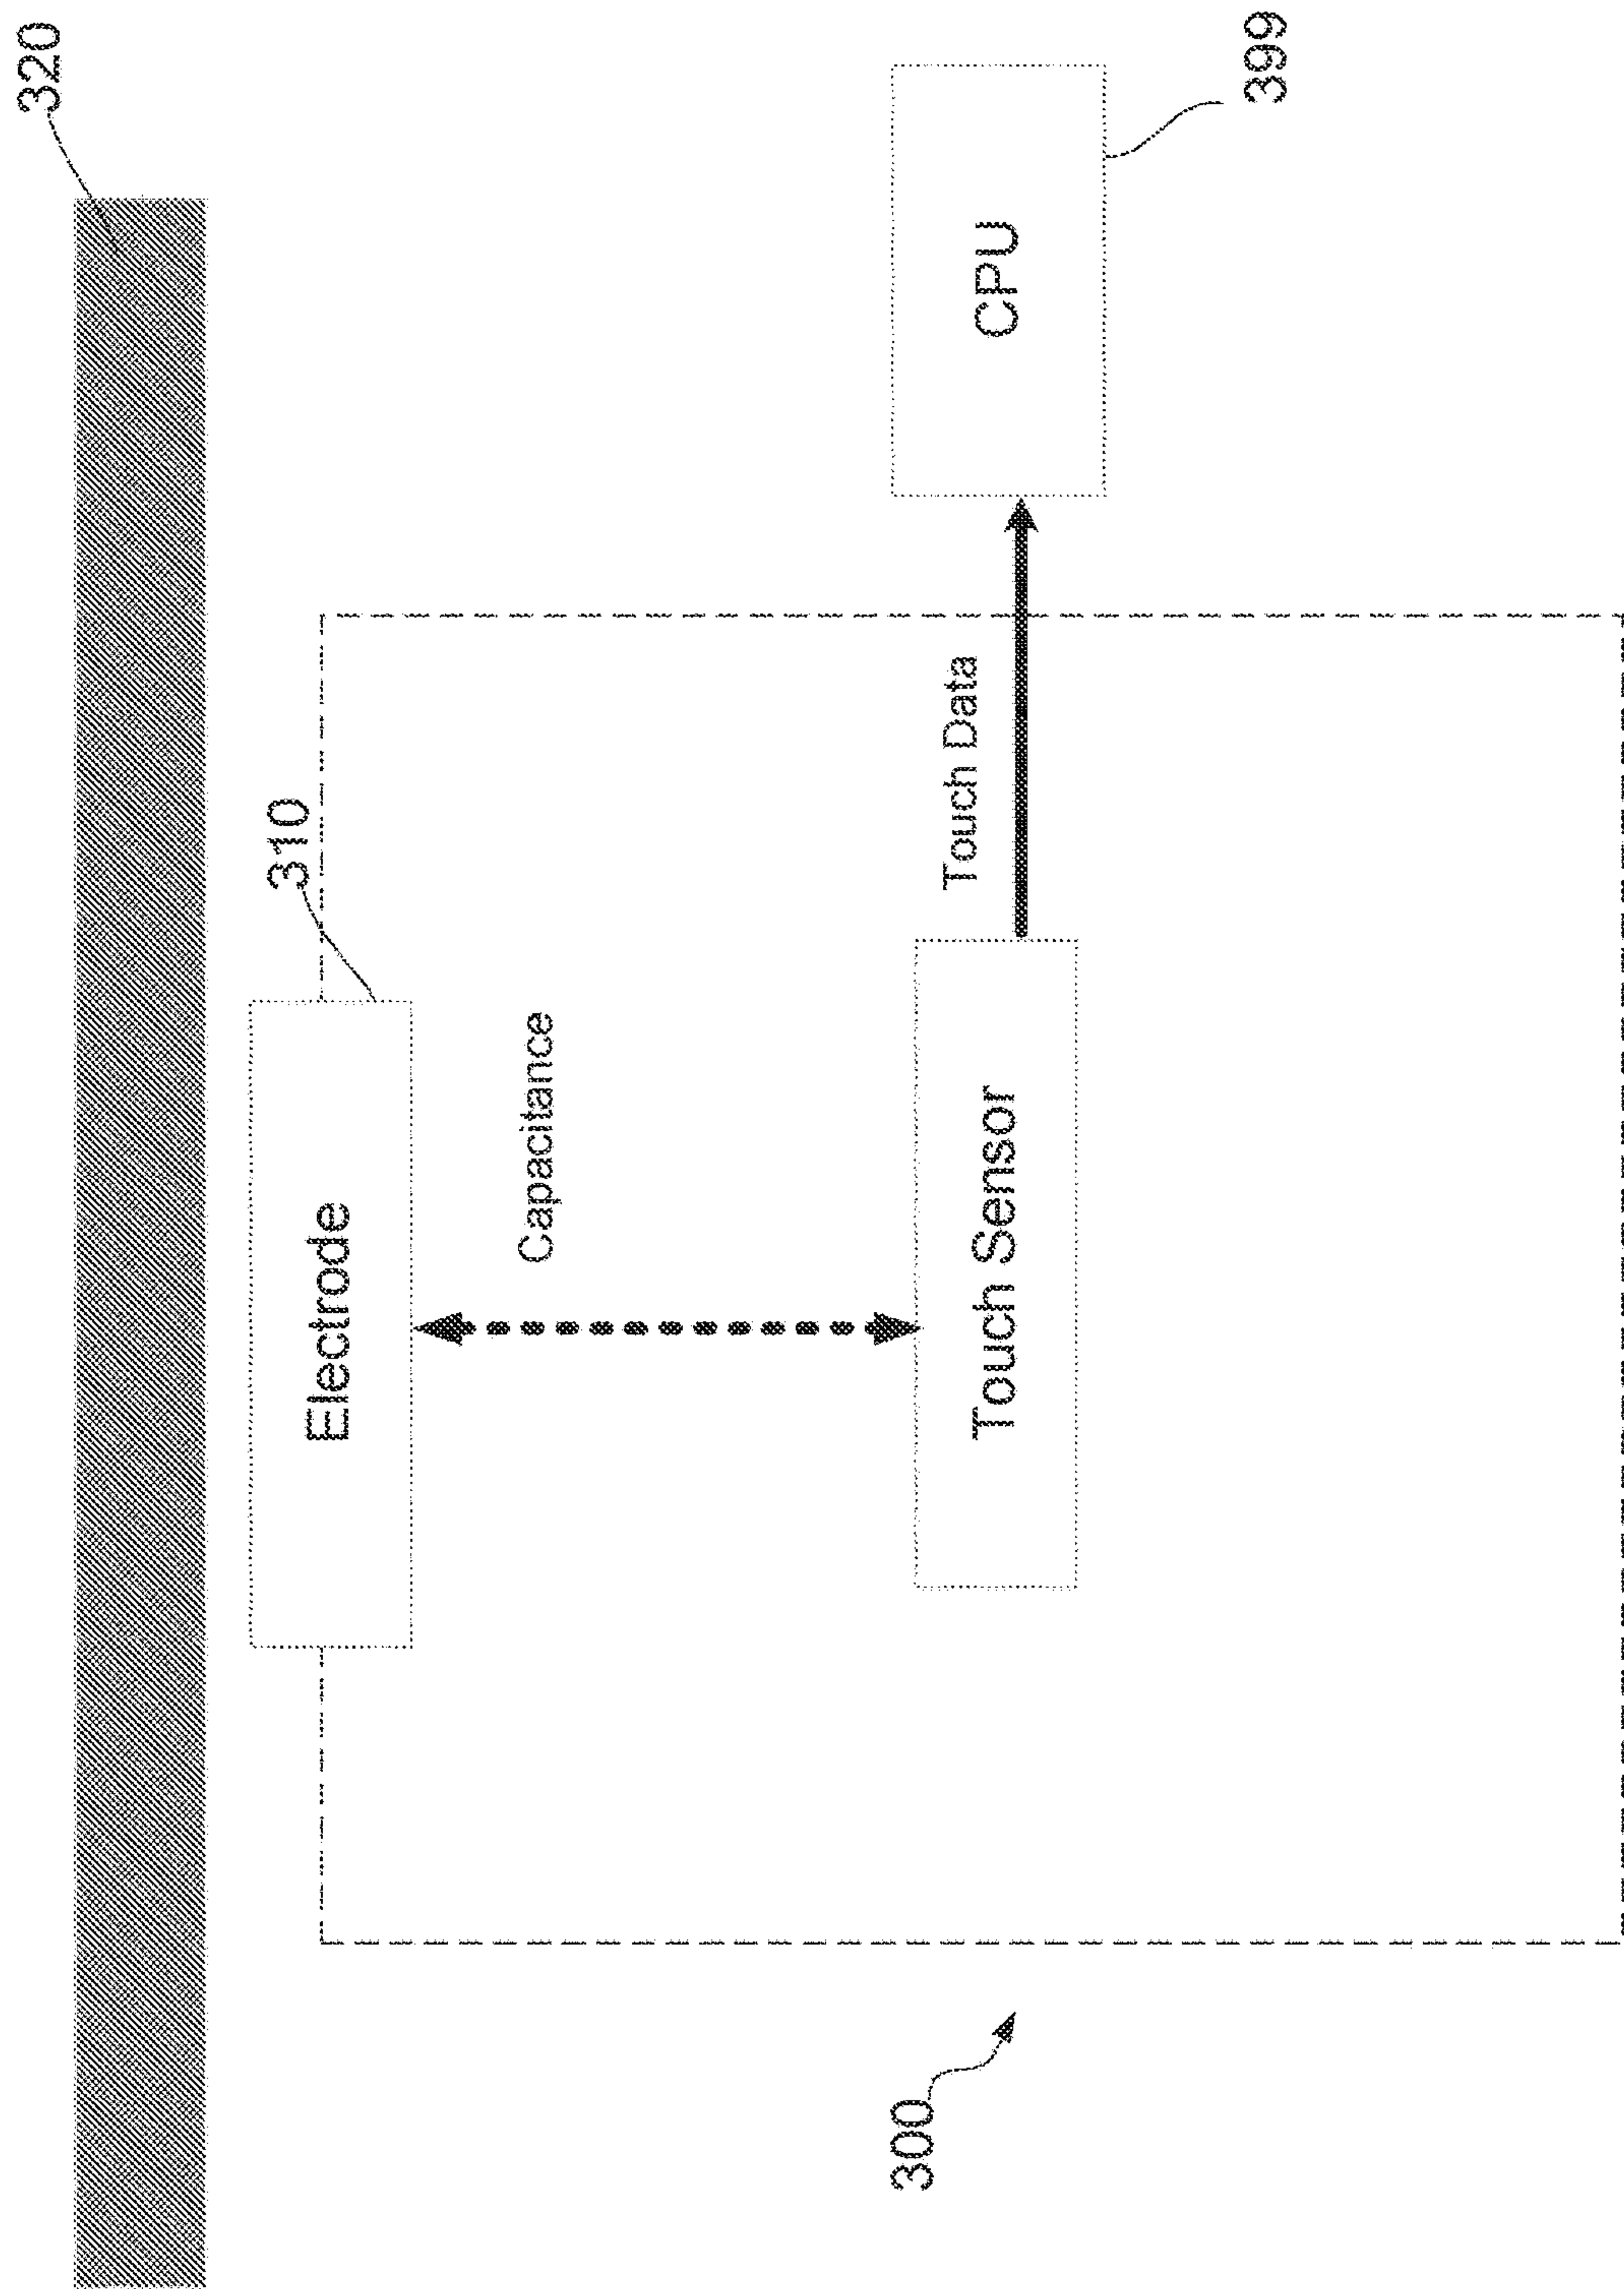 320
310
Electrode
Capacitance
Touch Sensor
Touch Data
CPU
399
300